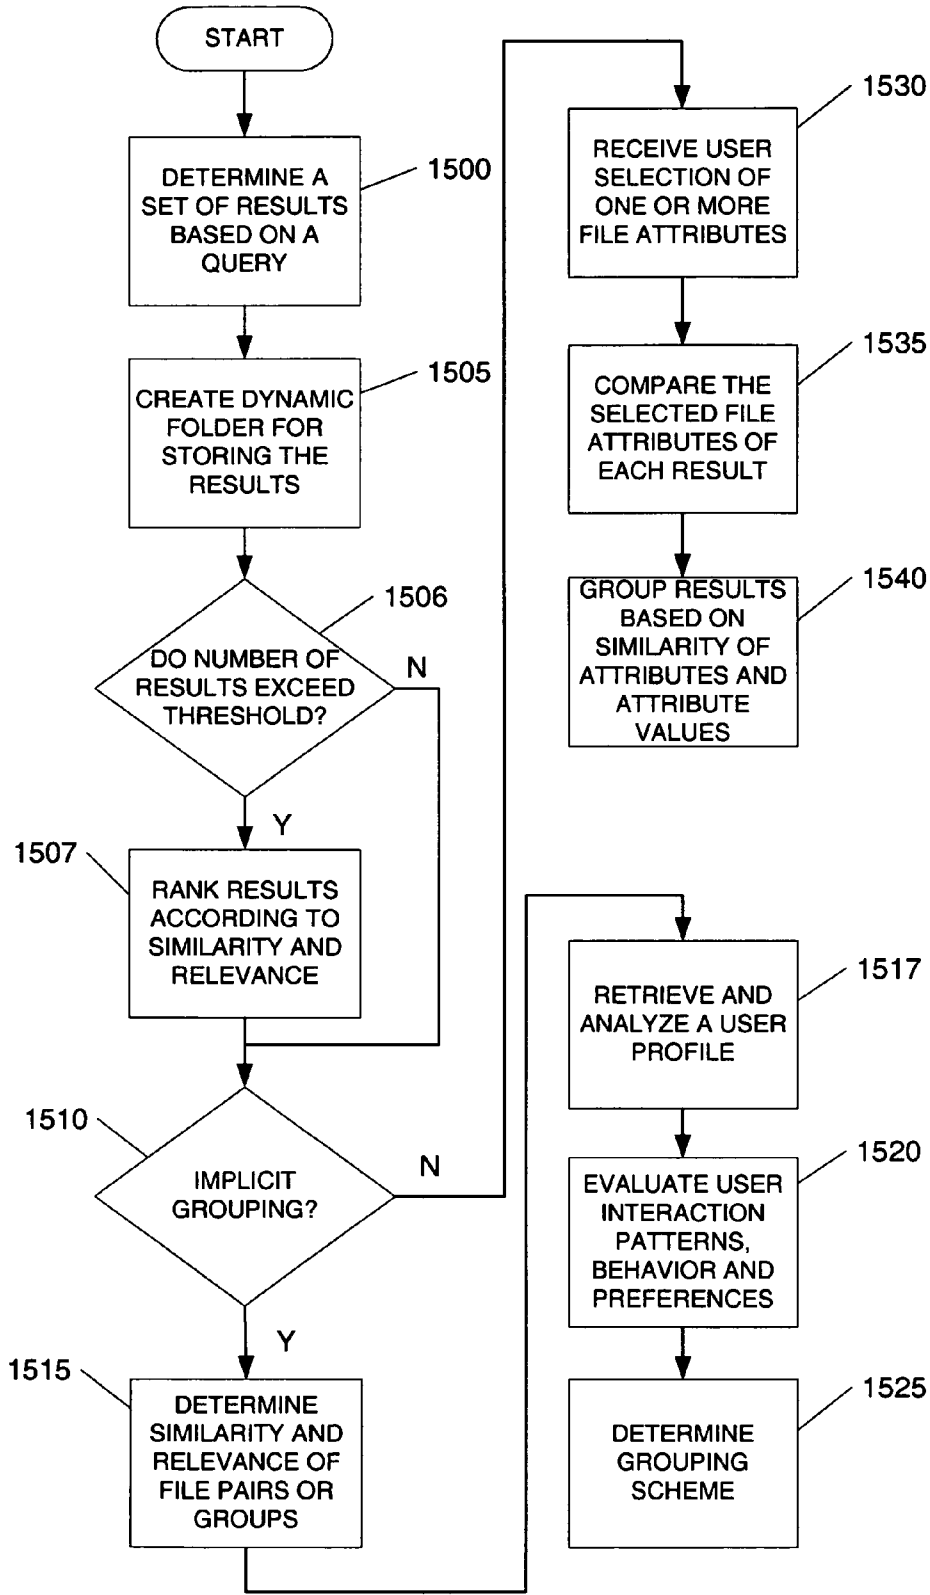 START
1500
DETERMINE A
SET OF RESULTS
BASED ON A
QUERY
1505
CREATE DYNAMIC
FOLDER FOR
STORING THE
RESULTS
1506
DO NUMBER OF
RESULTS EXCEED
THRESHOLD?
N
Y
1507
RANK RESULTS
ACCORDING TO
SIMILARITY AND
RELEVANCE
1510
IMPLICIT
GROUPING?
N
Y
1515
DETERMINE
SIMILARITY AND
RELEVANCE OF
FILE PAIRS OR
GROUPS
1530
RECEIVE USER
SELECTION OF
ONE OR MORE
FILE ATTRIBUTES
1535
COMPARE THE
SELECTED FILE
ATTRIBUTES OF
EACH RESULT
1540
GROUP RESULTS
BASED ON
SIMILARITY OF
ATTRIBUTES AND
ATTRIBUTE
VALUES
1517
RETRIEVE AND
ANALYZE A USER
PROFILE
1520
EVALUATE USER
INTERACTION
PATTERNS,
BEHAVIOR AND
PREFERENCES
1525
DETERMINE
GROUPING
SCHEME